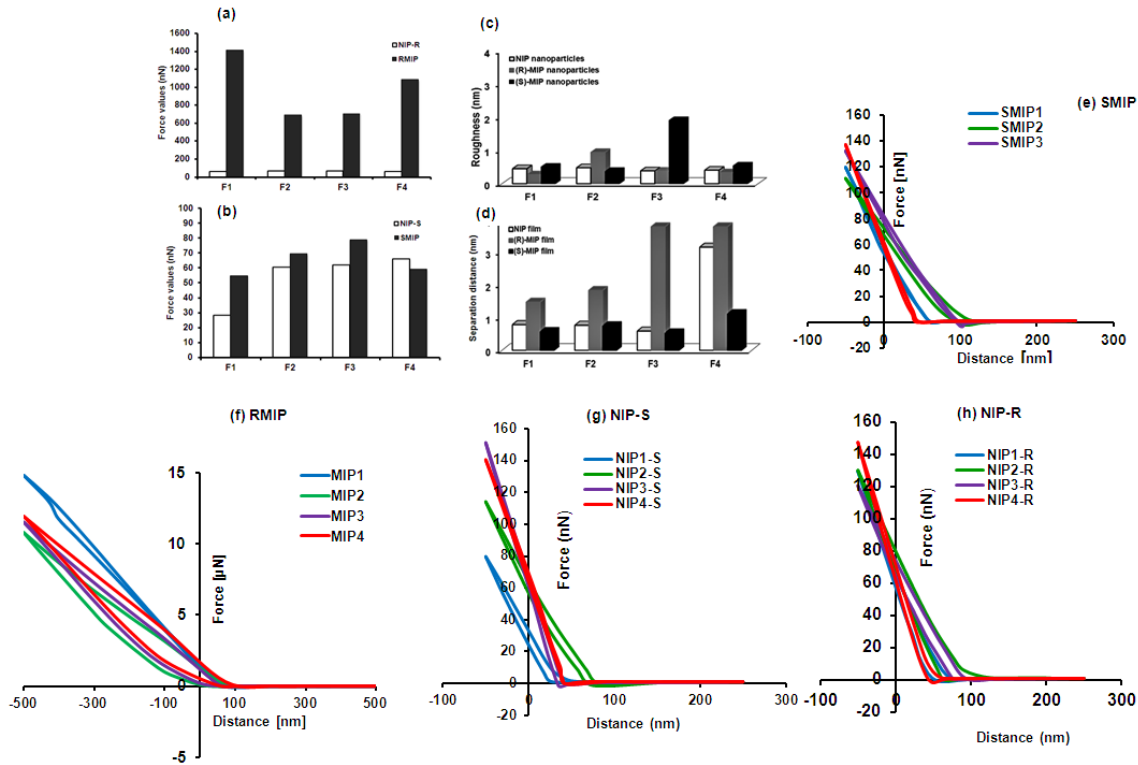 (a)
Force values (nN)
1600
1400
1200
1000
800
600
400
200
0
NIP-R
RMIP
F1 F2 F3 F4
(b)
Force values (nN)
90
80
70
60
50
40
30
20
10
0
NIP-S
SMIP
F1 F2 F3 F4
(c)
Roughness (nm)
4
3
2
1
0
NIP nanoparticles
(R)-MIP nanoparticles
(S)-MIP nanoparticles
F1 F2 F3 F4
(d)
Separation distance (nm)
3
2
1
0
NIP film
(R)-MIP film
(S)-MIP film
F1 F2 F3 F4
(e) SMIP
SMIP1
SMIP2
SMIP3
Force [nN]
160
140
120
100
80
60
40
20
0
-20
-100 0 100 200 300
Distance [nm]
(f) RMIP
MIP1
MIP2
MIP3
MIP4
Force [µN]
15
10
5
0
-5
-500 -300 -100 100 300 500
Distance [nm]
(g) NIP-S
NIP1-S
NIP2-S
NIP3-S
NIP4-S
Force (nN)
160
140
120
100
80
60
40
20
0
-20
-100 0 100 200 300
Distance (nm)
(h) NIP-R
NIP1-R
NIP2-R
NIP3-R
NIP4-R
Force (nN)
160
140
120
100
80
60
40
20
0
-20
-100 0 100 200 300
Distance (nm)